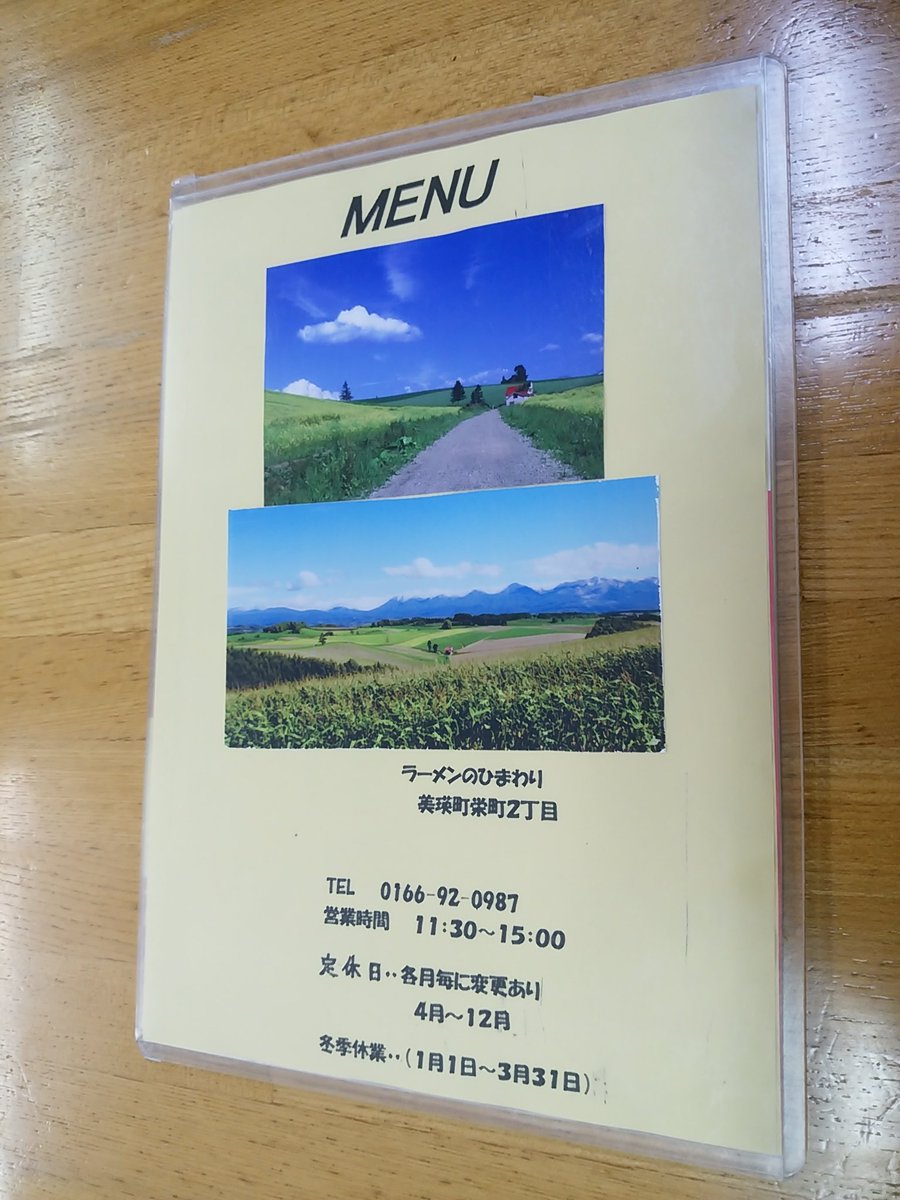 MENU
ラーメンのひまわり
美瑛町栄町2丁目
TEL 0166-92-0987
営業時間 11:30～15:00
定休日‥各月毎に変更あり
4月～12月
冬季休業‥(1月1日～3月31日)